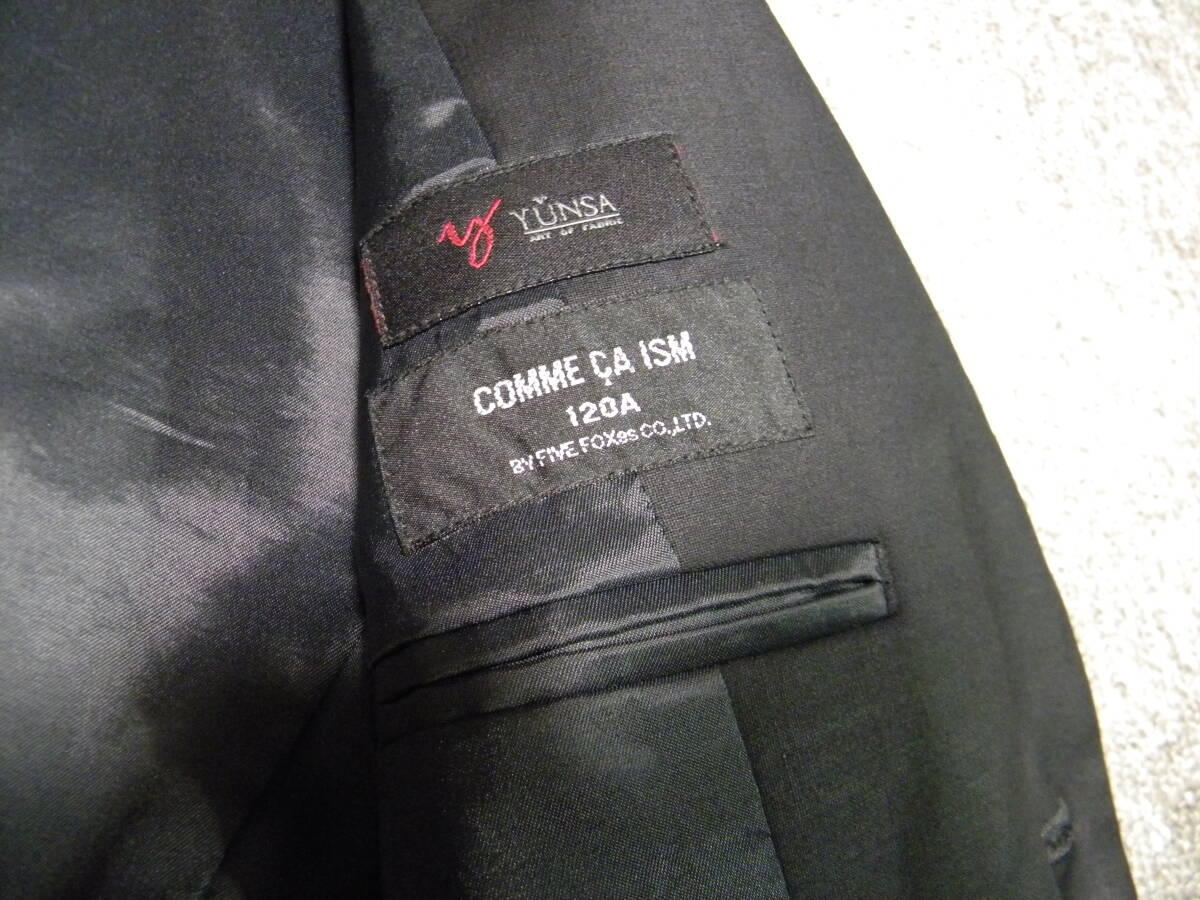 YÜNSA
ART OF FABRIC
COMME ÇA ISM
120A
BY FIVE FOXes CO.,LTD.